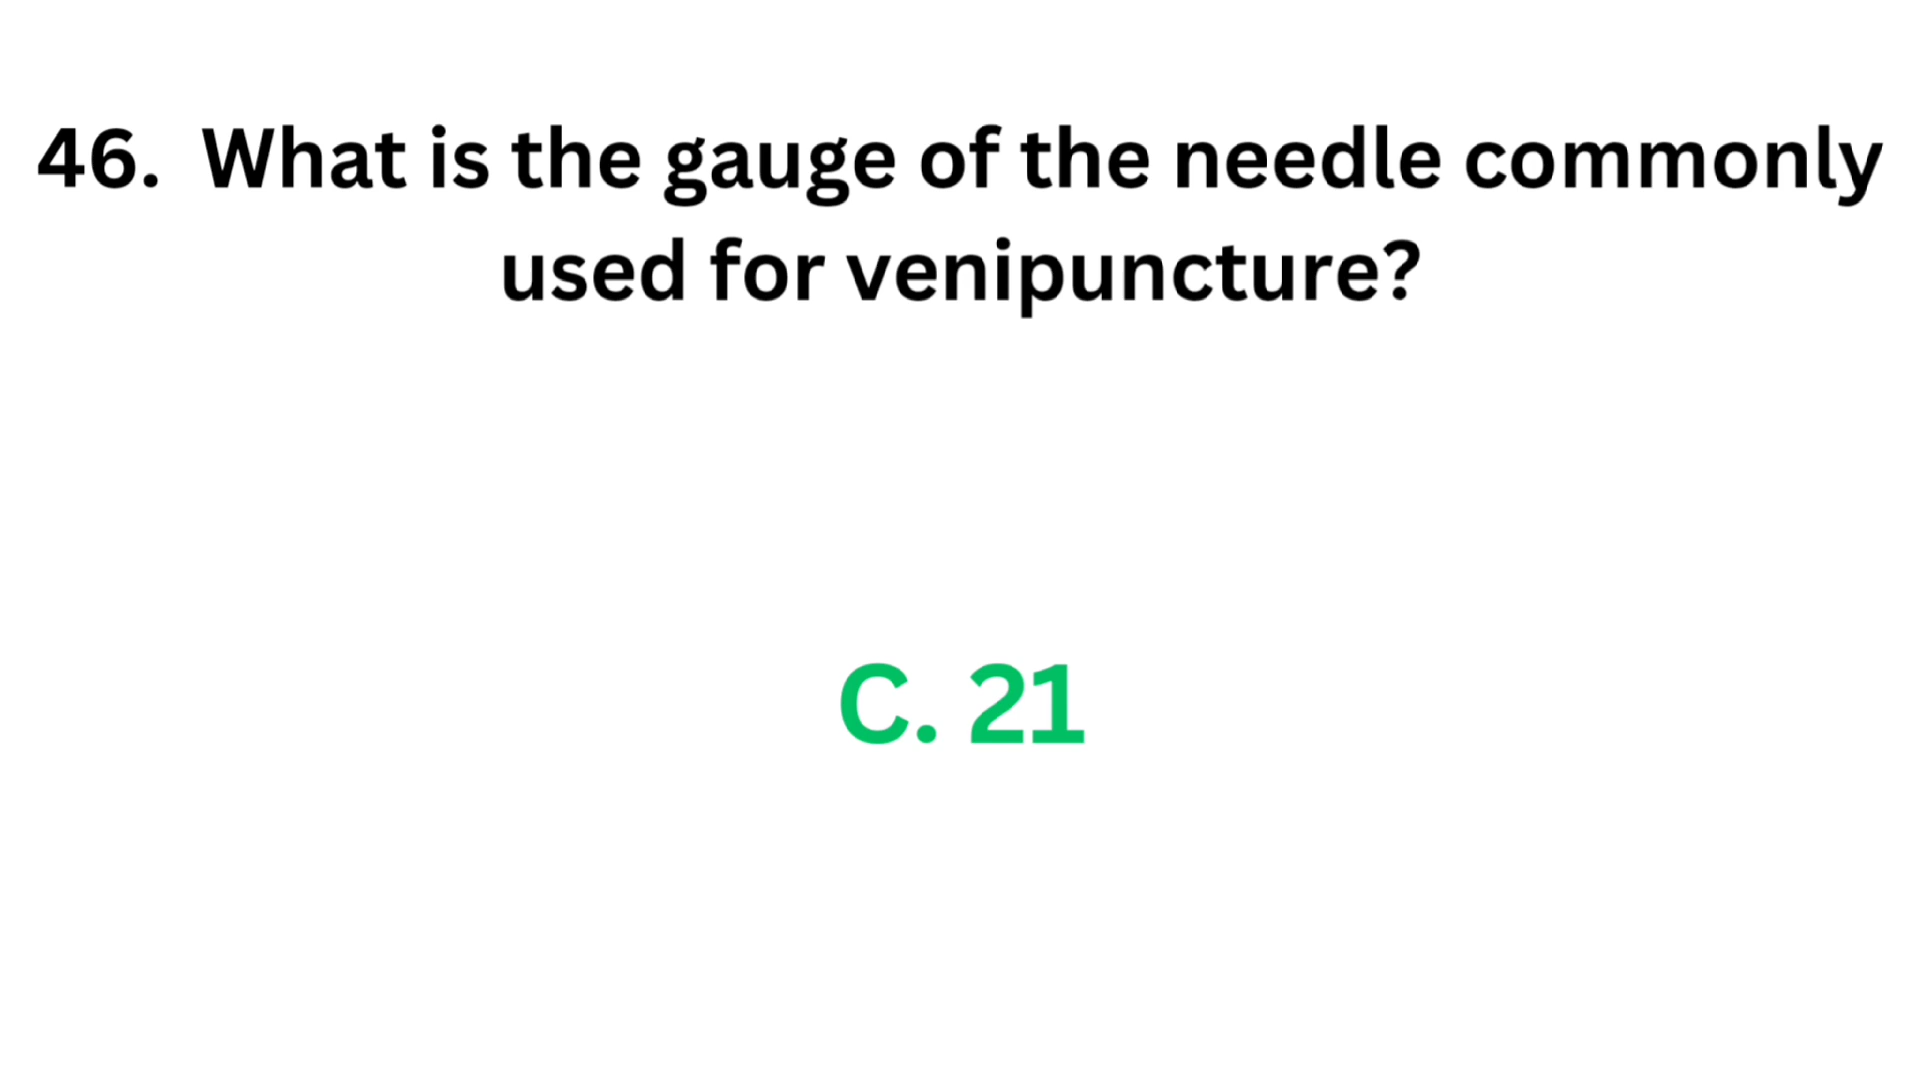 46. What is the gauge of the needle commonly
used for venipuncture?
C. 21